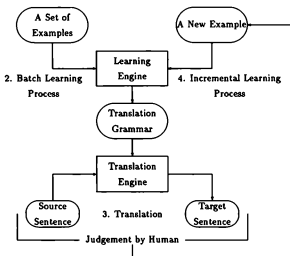 A Set of
Examples
A New Example
2. Batch Learning
Process
Learning
Engine
4. Incremental Learning
Process
Translation
Grammar
Translation
Engine
Source
Sentence
3. Translation
Target
Sentence
Judgement by Human